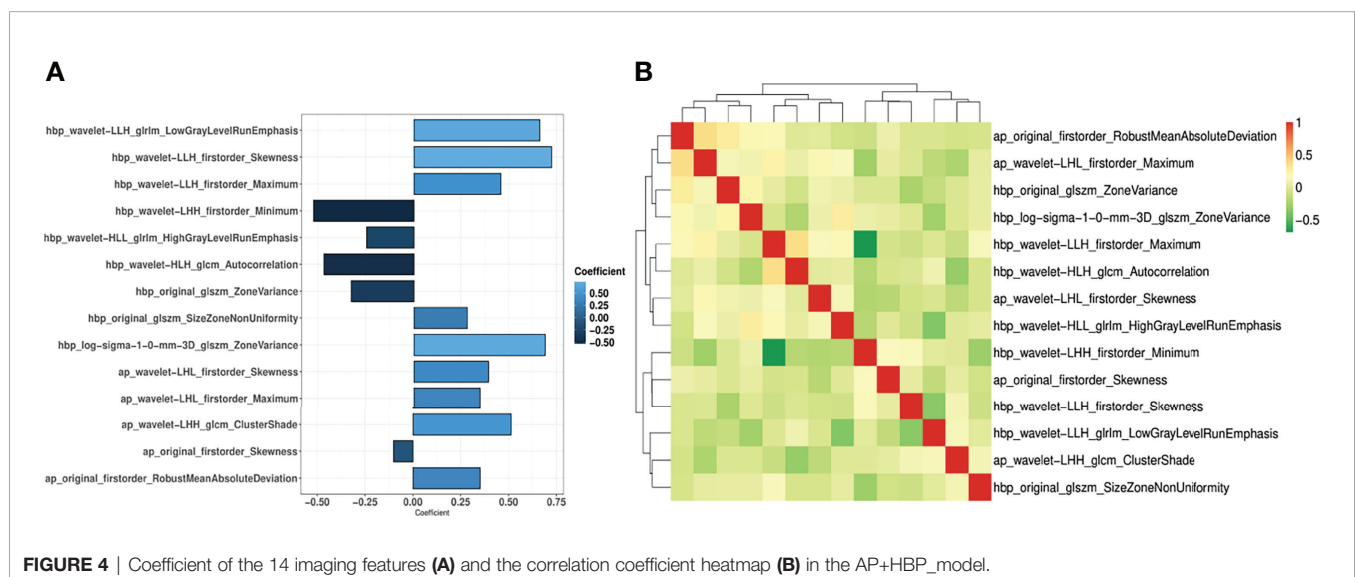 A
hbp_wavelet-LLH_glrlm_LowGrayLevelRunEmphasis
hbp_wavelet-LLH_firstorder_Skewness
hbp_wavelet-LLH_firstorder_Maximum
hbp_wavelet-LHH_firstorder_Minimum
hbp_wavelet-HLL_glrlm_HighGrayLevelRunEmphasis
hbp_wavelet-HLH_glcm_Autocorrelation
hbp_original_glszm_ZoneVariance
hbp_original_glszm_SizeZoneNonUniformity
hbp_log-sigma-1-0-mm-3D_glszm_ZoneVariance
ap_wavelet-LHL_firstorder_Skewness
ap_wavelet-LHL_firstorder_Maximum
ap_wavelet-LHH_glcm_ClusterShade
ap_original_firstorder_Skewness
ap_original_firstorder_RobustMeanAbsoluteDeviation
-0.50 -0.25 0.00 0.25 0.50 0.75
Coefficient
Coefficient
0.50
0.25
0.00
-0.25
-0.50
B
ap_original_firstorder_RobustMeanAbsoluteDeviation
ap_wavelet-LHL_firstorder_Maximum
hbp_original_glszm_ZoneVariance
hbp_log-sigma-1-0-mm-3D_glszm_ZoneVariance
hbp_wavelet-LLH_firstorder_Maximum
hbp_wavelet-HLH_glcm_Autocorrelation
ap_wavelet-LHL_firstorder_Skewness
hbp_wavelet-HLL_glrlm_HighGrayLevelRunEmphasis
hbp_wavelet-LHH_firstorder_Minimum
ap_original_firstorder_Skewness
hbp_wavelet-LLH_firstorder_Skewness
hbp_wavelet-LLH_glrlm_LowGrayLevelRunEmphasis
ap_wavelet-LHH_glcm_ClusterShade
hbp_original_glszm_SizeZoneNonUniformity
1
0.5
0
-0.5
FIGURE 4 | Coefficient of the 14 imaging features (A) and the correlation coefficient heatmap (B) in the AP+HBP_model.